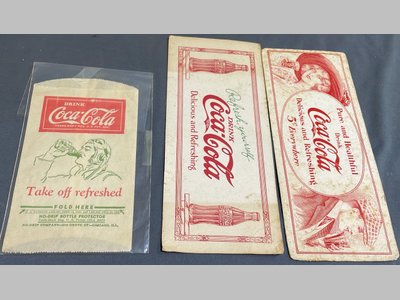 DRINK
Coca-Cola
Take off refreshed
FOLD HERE
NO-DRIP BOTTLE PROTECTOR
Refresh yourself
DRINK
Coca-Cola
Delicious and Refreshing
Pure and Healthful
Drink
Coca-Cola
Delicious and Refreshing
5¢ Everywhere